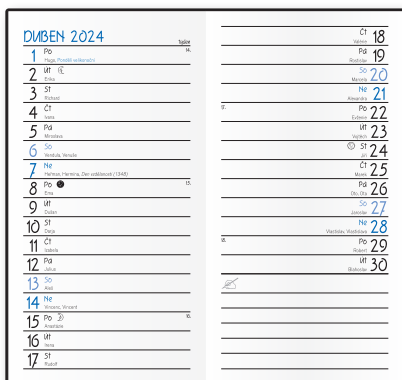 DUBEN 2024
Týden
1 Po 14.
Hugo, Pondělí velikonoční
2 Út
Erika
3 St
Richard
4 Čt
Ivana
5 Pá
Miroslava
6 So
Vendula, Venuše
7 Ne
Heřman, Hermína, Den vzdělanosti (1348)
8 Po 15.
Ema
9 Út
Dušan
10 St
Darja
11 Čt
Izabela
12 Pá
Julius
13 So
Aleš
14 Ne
Vincenc, Vincent
15 Po 16.
Anastázie
16 Út
Irena
17 St
Rudolf
Čt 18
Valérie
Pá 19
Rostislav
So 20
Marcela
Ne 21
Alexandra
17. Po 22
Evženie
Út 23
Vojtěch
St 24
Jiří
Čt 25
Marek
Pá 26
Oto, Ota
So 27
Jaroslav
Ne 28
Vlastislav, Vlastislava
18. Po 29
Robert
Út 30
Blahoslav